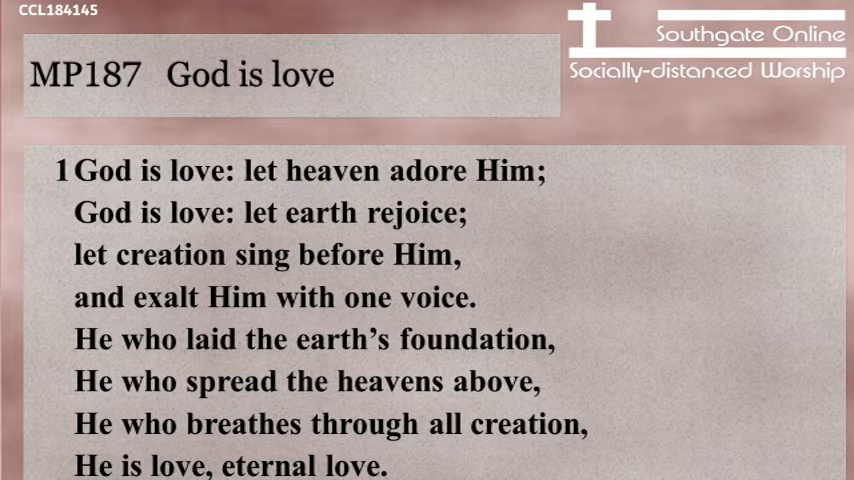 CCL184145
Southgate Online
Socially-distanced Worship
MP187 God is love
1 God is love: let heaven adore Him;
God is love: let earth rejoice;
let creation sing before Him,
and exalt Him with one voice.
He who laid the earth’s foundation,
He who spread the heavens above,
He who breathes through all creation,
He is love, eternal love.